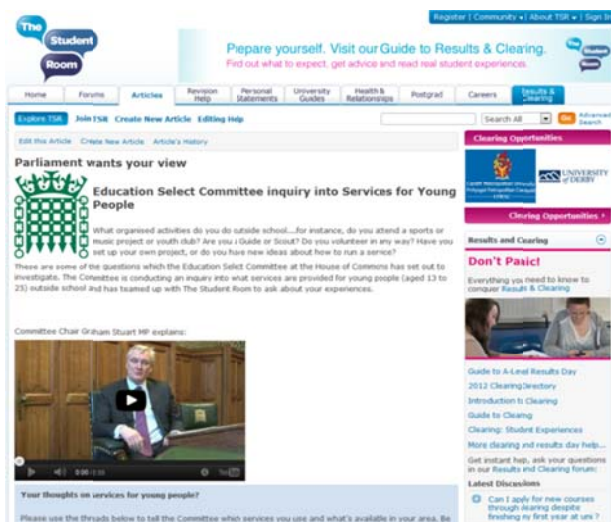 Register | Community | About TSR | Sign In
The
Student
Room
Prepare yourself. Visit our Guide to Results & Clearing.
Find out what to expect, get advice and read real student experiences.
Home Forums Articles Revision Help Personal Statements University Guides Health & Relationships Postgrad Careers Results & Clearing
Explore TSR Join TSR Create New Article Editing Help
Search All Go Advanced Search
Edit this Article Create New Article Article's History
Parliament wants your view
Education Select Committee inquiry into Services for Young
People
What organised activities do you do outside school....for instance, do you attend a sports or
music project or youth club? Are you a Guide or Scout? Do you volunteer in any way? Have you
set up your own project, or do you have new ideas about how to run a service?
These are some of the questions which the Education Select Committee at the House of Commons has set out to
investigate. The Committee is conducting an inquiry into what services are provided for young people (aged 13 to
25) outside school and has teamed up with The Student Room to ask about your experiences.
Committee Chair Graham Stuart MP explains:
0:00
You Tube
Your thoughts on services for young people?
Please use the threads below to tell the Committee which services you use and what's available in your area. Be
Clearing Opportunities
UNIVERSITY
of DERBY
Clearing Opportunities
Results and Clearing
Don't Panic!
Everything you need to know to
conquer Results & Clearing
Guide to A-Level Results Day
2012 Clearing Directory
Introduction to Clearing
Guide to Clearing
Clearing: Student Experiences
More clearing and results day help...
Get instant help, ask your questions
in our Results and Clearing forum:
Latest Discussions
Can I apply for new courses
through clearing despite
finishing my first year at uni ?